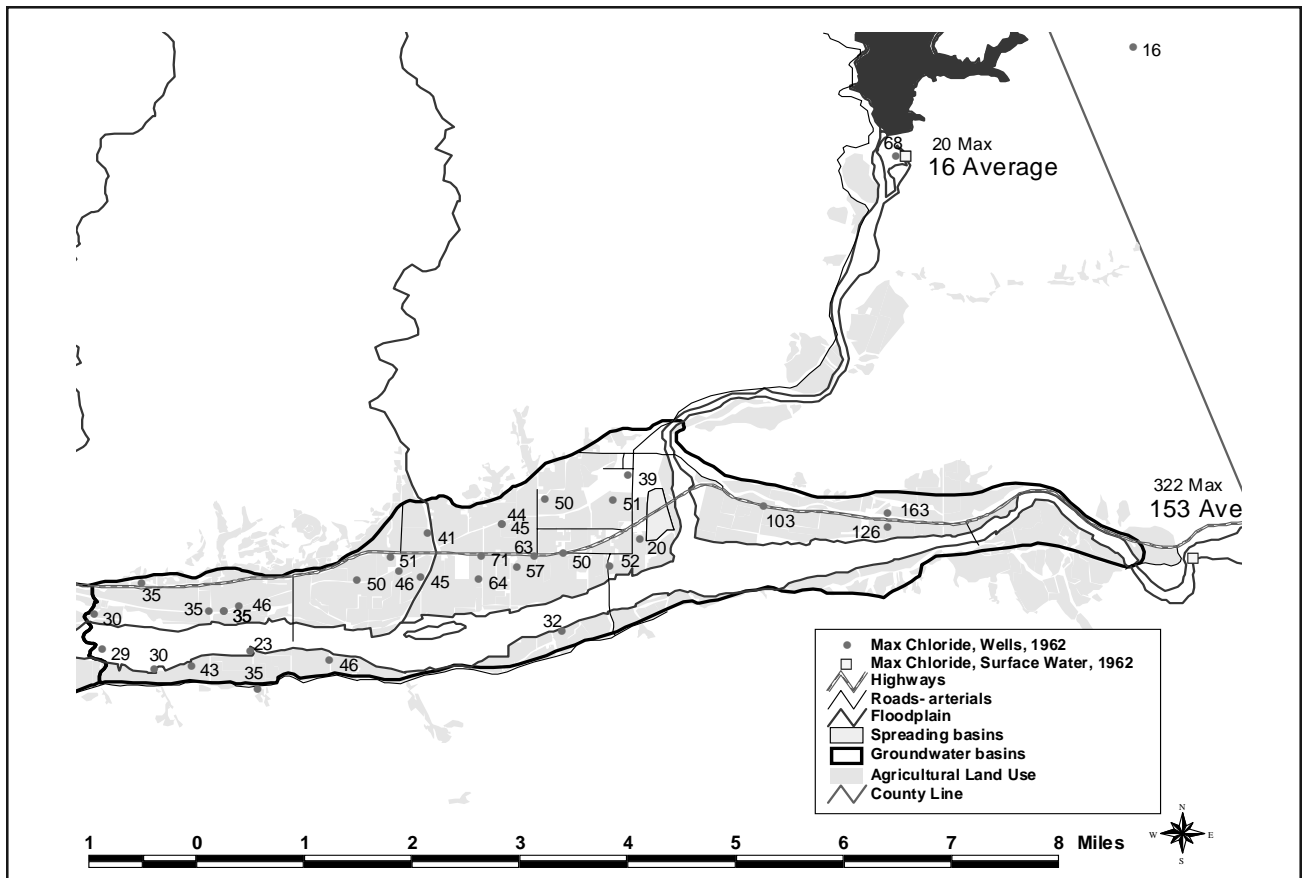 16
68
20 Max
16 Average
322 Max
153 Ave
39
50
51
44
45
103
163
126
41
63
20
71
50
51
57
52
50
46
45
64
35
35
35
46
30
32
29
30
23
43
35
46
Max Chloride, Wells, 1962
Max Chloride, Surface Water, 1962
Highways
Roads- arterials
Floodplain
Spreading basins
Groundwater basins
Agricultural Land Use
County Line
N
W E
S
1 0 1 2 3 4 5 6 7 8 Miles